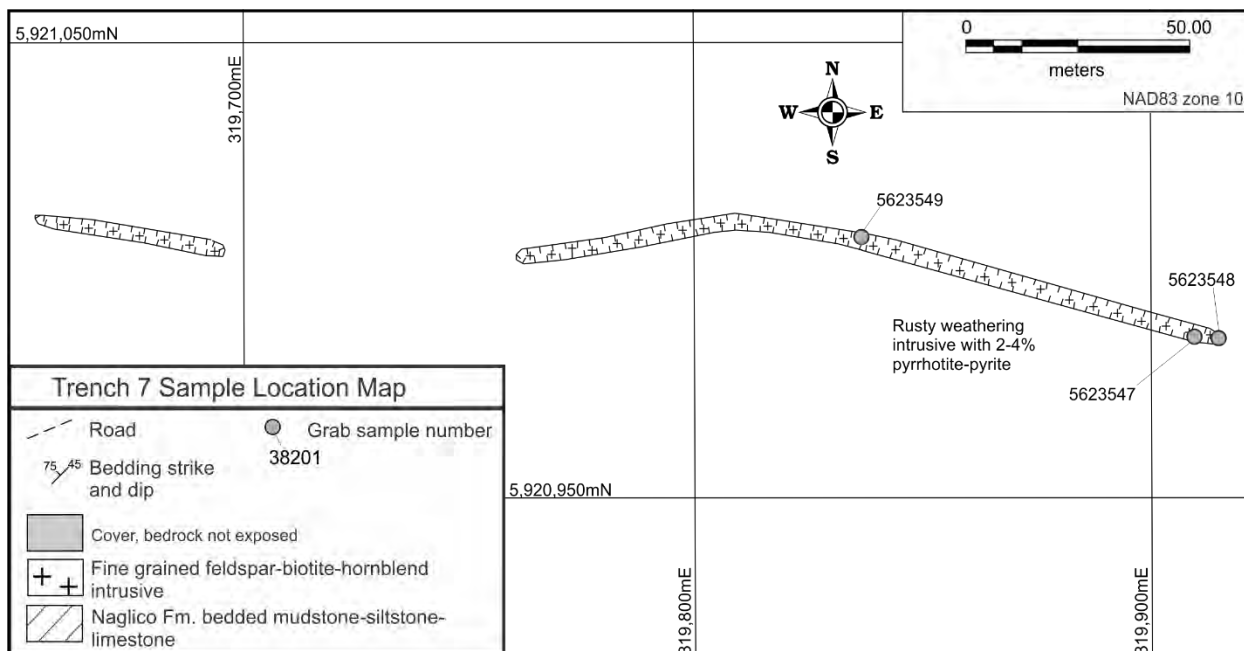 5,921,050mN
0 50.00
meters
NAD83 zone 10
319,700mE
N
W E
S
5623549
5623548
Rusty weathering
intrusive with 2-4%
pyrrhotite-pyrite
5623547
Trench 7 Sample Location Map
Road
Grab sample number
38201
75 45 Bedding strike
and dip
Cover, bedrock not exposed
Fine grained feldspar-biotite-hornblend
intrusive
Naglico Fm. bedded mudstone-siltstone-
limestone
5,920,950mN
319,800mE
319,900mE